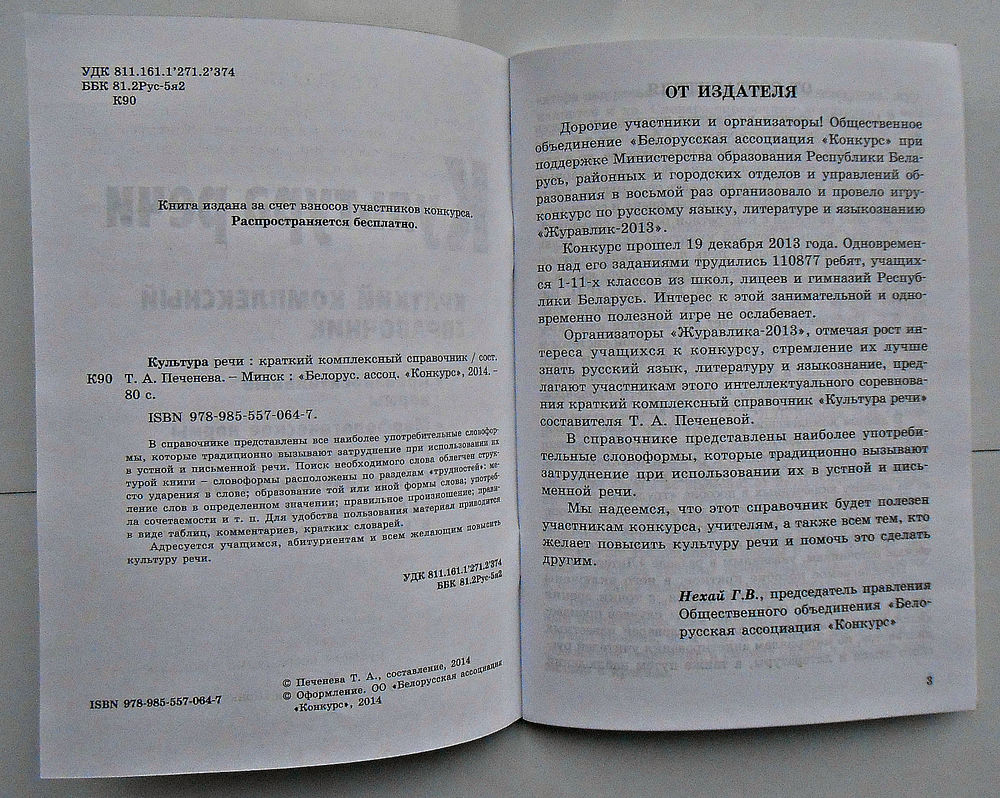 УДК 811.161.1'271.2'374
ББК 81.2Рус-5я2
К90
Книга издана за счет взносов участников конкурса.
Распространяется бесплатно.
Культура речи : краткий комплексный справочник / сост.
К90 Т. А. Печенева. – Минск : «Белорус. ассоц. «Конкурс», 2014. –
80 с.
ISBN 978-985-557-064-7.
В справочнике представлены все наиболее употребительные словофор-
мы, которые традиционно вызывают затруднение при использовании их
в устной и письменной речи. Поиск необходимого слова облегчен струк-
турой книги – словоформы расположены по разделам «трудностей»: ме-
сто ударения в слове; образование той или иной формы слова; употреб-
ление слов в определенном значении; правильное произношение; прави-
ла сочетаемости и т. п. Для удобства пользования материал приводится
в виде таблиц, комментариев, кратких словарей.
Адресуется учащимся, абитуриентам и всем желающим повысить
культуру речи.
УДК 811.161.1'271.2'374
ББК 81.2Рус-5я2
ISBN 978-985-557-064-7
© Печенева Т. А., составление, 2014
© Оформление. ОО «Белорусская ассоциация
«Конкурс», 2014
ОТ ИЗДАТЕЛЯ
Дорогие участники и организаторы! Общественное
объединение «Белорусская ассоциация «Конкурс» при
поддержке Министерства образования Республики Бела-
русь, районных и городских отделов и управлений об-
разования в восьмой раз организовало и провело игру-
конкурс по русскому языку, литературе и языкознанию
«Журавлик-2013».
Конкурс прошел 19 декабря 2013 года. Одновремен-
но над его заданиями трудились 110877 ребят, учащих-
ся 1-11-х классов из школ, лицеев и гимназий Респуб-
лики Беларусь. Интерес к этой занимательной и одно-
временно полезной игре не ослабевает.
Организаторы «Журавлика-2013», отмечая рост ин-
тереса учащихся к конкурсу, стремление их лучше
знать русский язык, литературу и языкознание, пред-
лагают участникам этого интеллектуального соревнова-
ния краткий комплексный справочник «Культура речи»
составителя Т. А. Печеневой.
В справочнике представлены наиболее употреби-
тельные словоформы, которые традиционно вызывают
затруднение при использовании их в устной и пись-
менной речи.
Мы надеемся, что этот справочник будет полезен
участникам конкурса, учителям, а также всем тем, кто
желает повысить культуру речи и помочь это сделать
другим.
Нехай Г.В., председатель правления
Общественного объединения «Бело-
русская ассоциация «Конкурс»
3